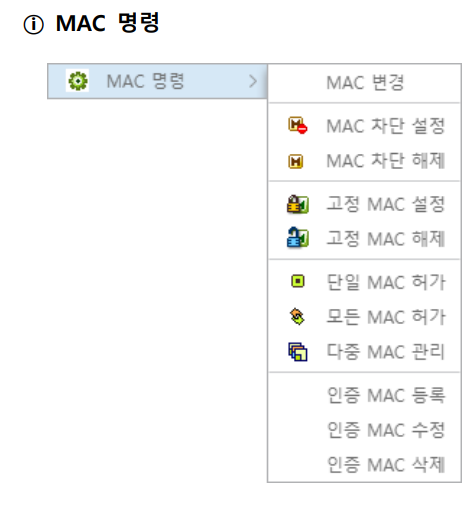 ⓘ MAC 명령
MAC 명령
MAC 변경
MAC 차단 설정
MAC 차단 해제
고정 MAC 설정
고정 MAC 해제
단일 MAC 허가
모든 MAC 허가
다중 MAC 관리
인증 MAC 등록
인증 MAC 수정
인증 MAC 삭제